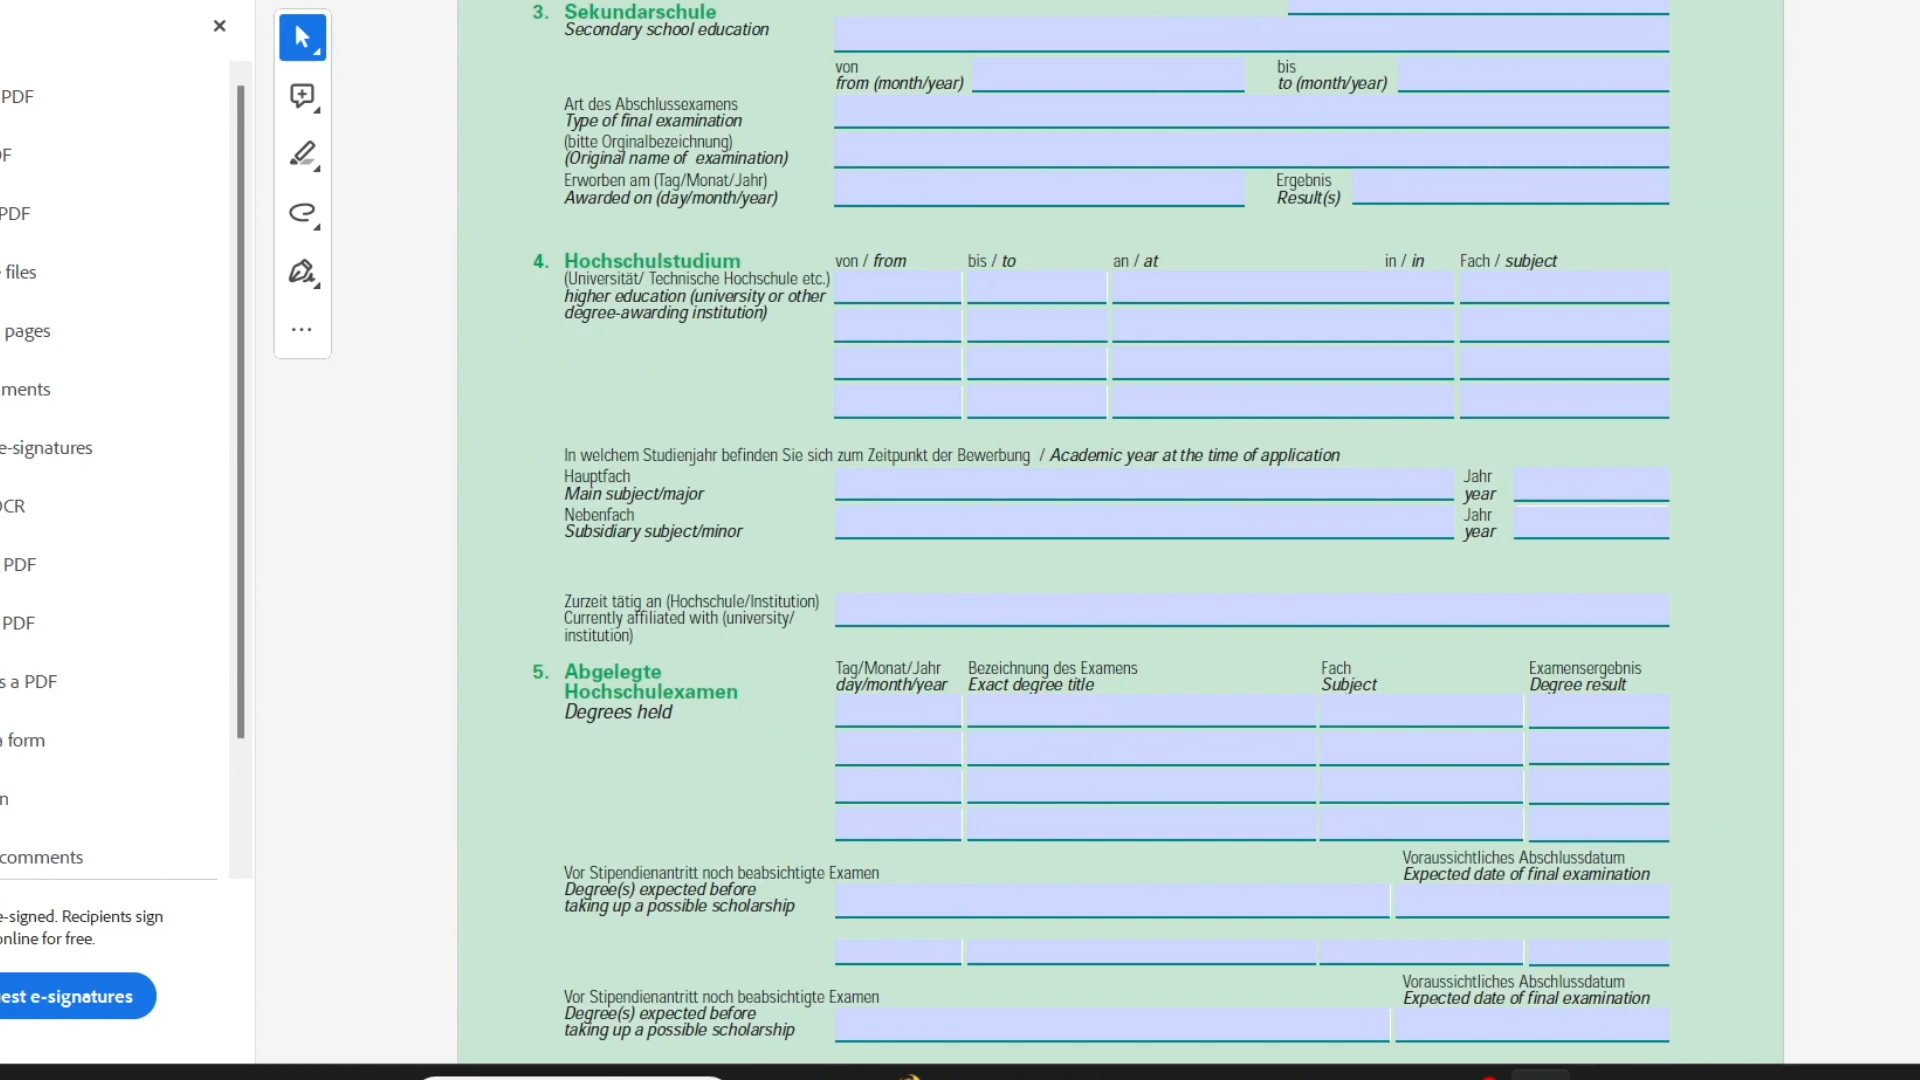 PDF
DF
PDF
files
pages
ments
e-signatures
OCR
PDF
PDF
s a PDF
a form
n
comments
e-signed. Recipients sign
online for free.
est e-signatures
3. Sekundarschule
Secondary school education
von
from (month/year)
bis
to (month/year)
Art des Abschlussexamens
Type of final examination
(bitte Orginalbezeichnung)
(Original name of examination)
Erworben am (Tag/Monat/Jahr)
Awarded on (day/month/year)
Ergebnis
Result(s)
4. Hochschulstudium
(Universität/ Technische Hochschule etc.)
higher education (university or other
degree-awarding institution)
von / from bis / to an / at in / in Fach / subject
In welchem Studienjahr befinden Sie sich zum Zeitpunkt der Bewerbung / Academic year at the time of application
Hauptfach
Main subject/major
Jahr
year
Nebenfach
Subsidiary subject/minor
Jahr
year
Zurzeit tätig an (Hochschule/Institution)
Currently affiliated with (university/
institution)
5. Abgelegte
Hochschulexamen
Degrees held
Tag/Monat/Jahr
day/month/year
Bezeichnung des Examens
Exact degree title
Fach
Subject
Examensergebnis
Degree result
Vor Stipendienantritt noch beabsichtigte Examen
Degree(s) expected before
taking up a possible scholarship
Voraussichtliches Abschlussdatum
Expected date of final examination
Vor Stipendienantritt noch beabsichtigte Examen
Degree(s) expected before
taking up a possible scholarship
Voraussichtliches Abschlussdatum
Expected date of final examination